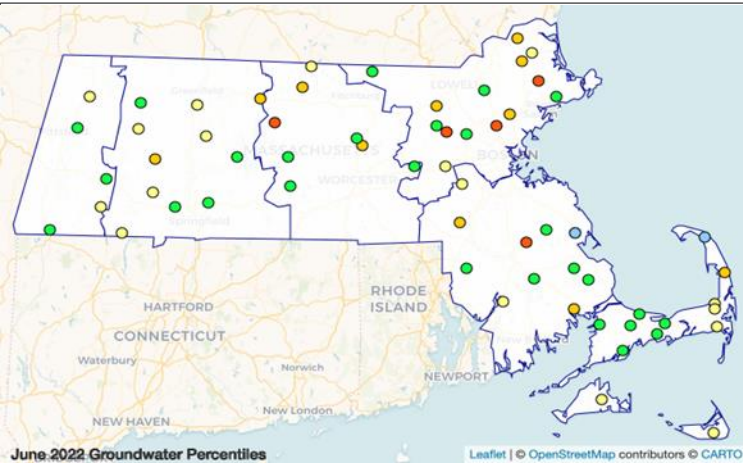 Greenfield
LOWELL
Fitchburg
MASSACHUSETTS
BOSTON
WORCESTER
Springfield
RHODE
ISLAND
HARTFORD
CONNECTICUT
Waterbury
Norwich
NEWPORT
New London
NEW HAVEN
June 2022 Groundwater Percentiles
Leaflet | © OpenStreetMap contributors © CARTO